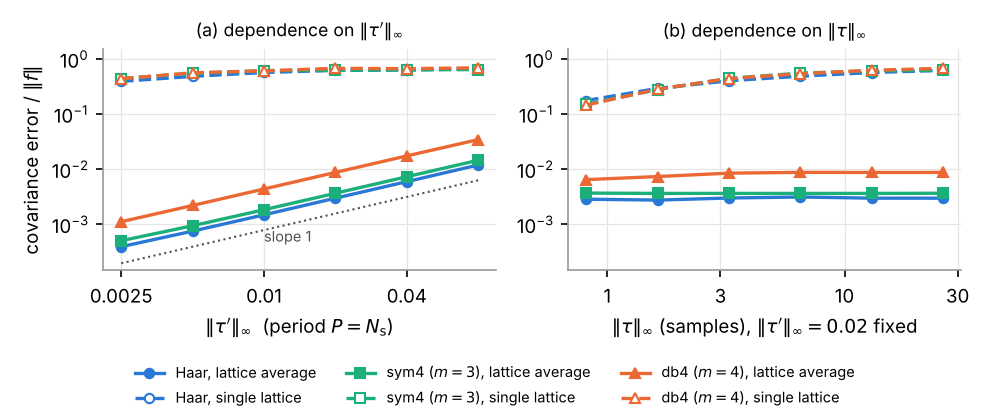 (a) dependence on ‖τ′‖∞
(b) dependence on ‖τ‖∞
covariance error / ‖f‖
10⁰
10⁻¹
10⁻²
10⁻³
slope 1
0.0025
0.01
0.04
‖τ′‖∞ (period P = Nₛ)
10⁰
10⁻¹
10⁻²
10⁻³
1
3
10
30
‖τ‖∞ (samples), ‖τ′‖∞ = 0.02 fixed
Haar, lattice average
sym4 (m = 3), lattice average
db4 (m = 4), lattice average
Haar, single lattice
sym4 (m = 3), single lattice
db4 (m = 4), single lattice